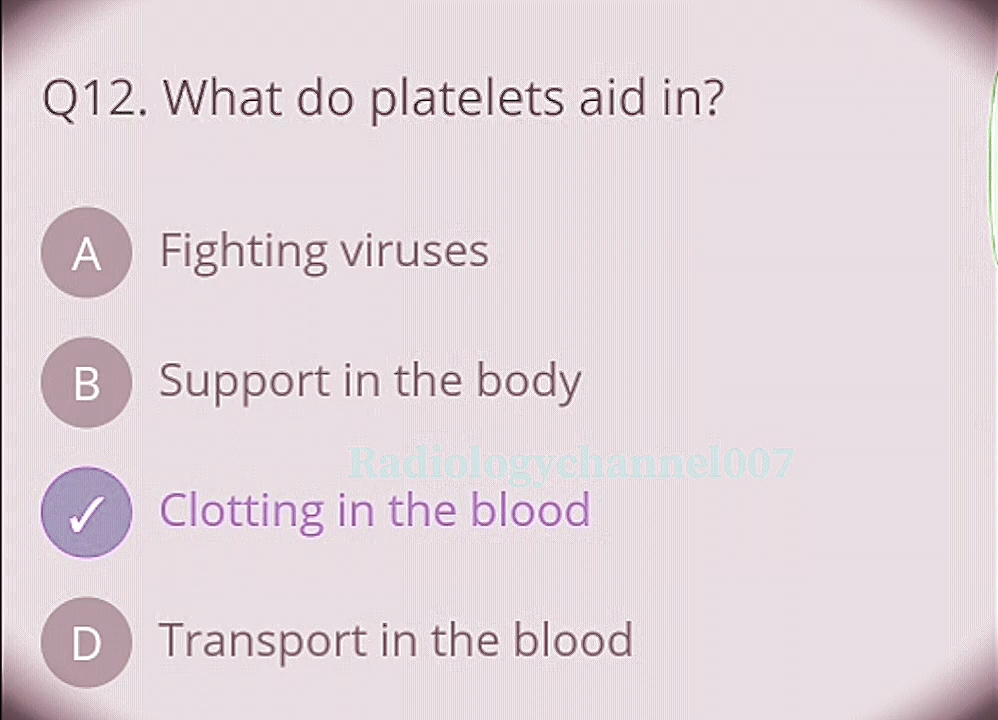 Q12. What do platelets aid in?
A Fighting viruses
B Support in the body
Radiologychannel007
✓ Clotting in the blood
D Transport in the blood